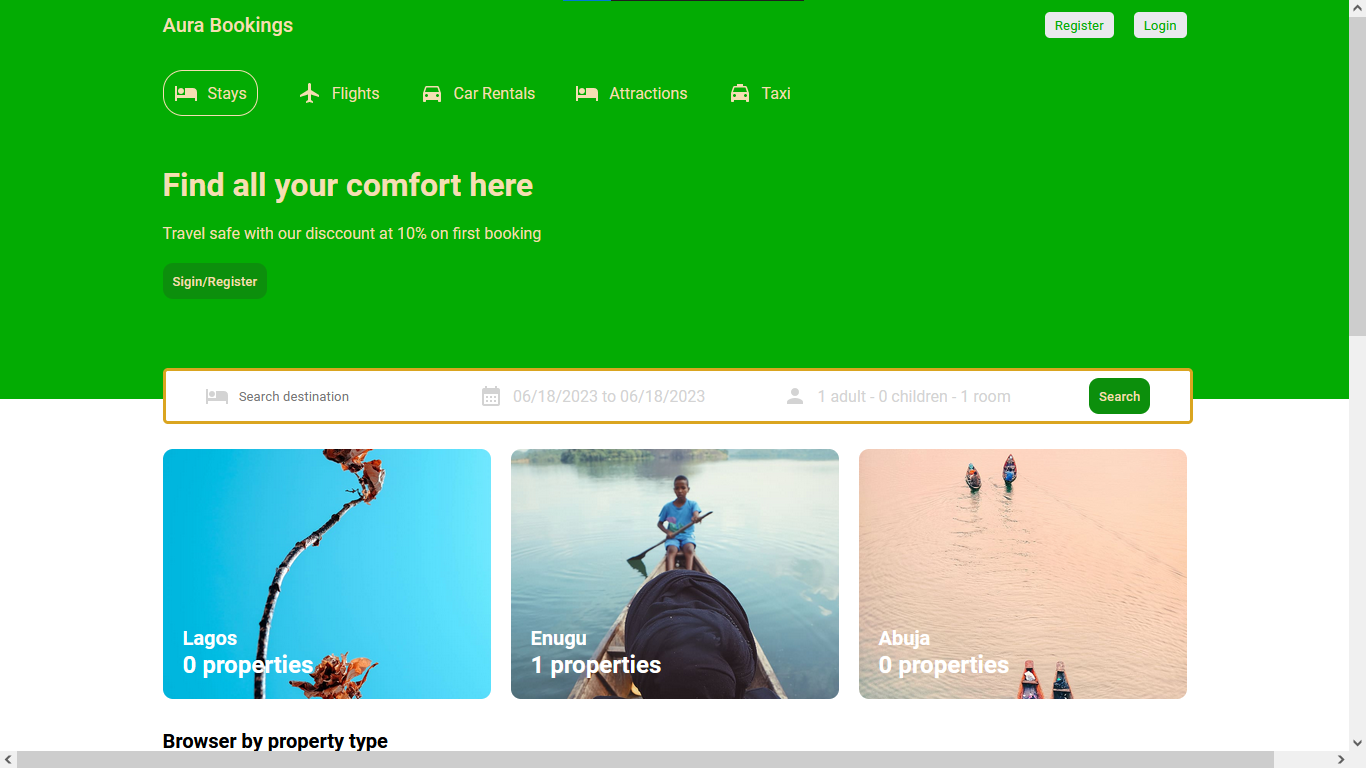 Aura Bookings
Register
Login
Stays
Flights
Car Rentals
Attractions
Taxi
Find all your comfort here
Travel safe with our disccount at 10% on first booking
Sigin/Register
Search destination
06/18/2023 to 06/18/2023
1 adult - 0 children - 1 room
Search
Lagos
0 properties
Enugu
1 properties
Abuja
0 properties
Browser by property type